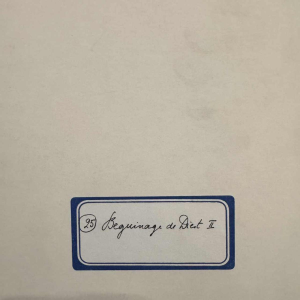 (25) Beguinage de Diest II